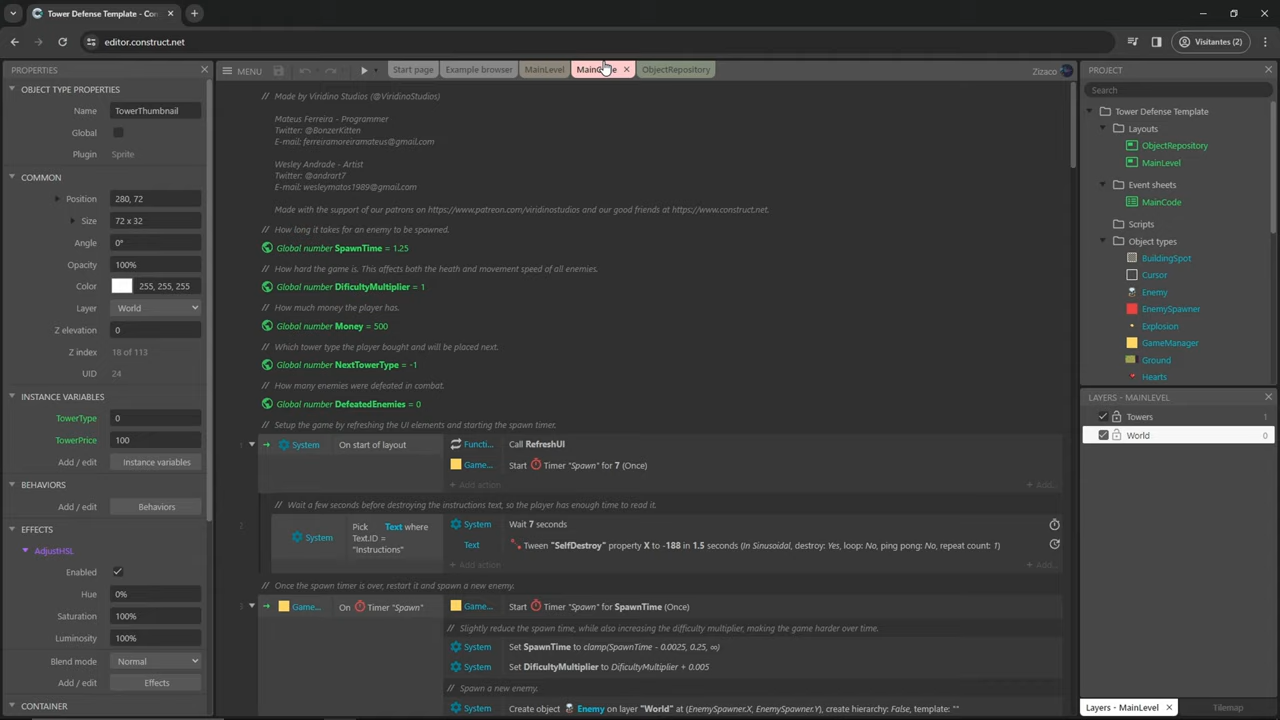 Tower Defense Template - Con
editor.construct.net
Visitantes (2)
PROPERTIES
MENU
Start page
Example browser
MainLevel
ObjectRepository
Zizaco
PROJECT
OBJECT TYPE PROPERTIES
Name TowerThumbnail
Global
Plugin Sprite
COMMON
Position 280, 72
Size 72 x 32
Angle 0°
Opacity 100%
Color 255, 255, 255
Layer World
Z elevation 0
Z index 18 of 113
UID 24
INSTANCE VARIABLES
TowerType 0
TowerPrice 100
Add / edit Instance variables
BEHAVIORS
Add / edit Behaviors
EFFECTS
AdjustHSL
Enabled
Hue 0%
Saturation 100%
Luminosity 100%
Blend mode Normal
Add / edit Effects
CONTAINER
// Made by Viridino Studios (@ViridinoStudios)
Mateus Ferreira - Programmer
Twitter: @BonzerKitten
E-mail: ferreiramoreiramateus@gmail.com
Wesley Andrade - Artist
Twitter: @andrart7
E-mail: wesleymatos1989@gmail.com
Made with the support of our patrons on https://www.patreon.com/viridinostudios and our good friends at https://www.construct.net.
// How long it takes for an enemy to be spawned.
Global number SpawnTime = 1.25
// How hard the game is. This affects both the heath and movement speed of all enemies.
Global number DificultyMultiplier = 1
// How much money the player has.
Global number Money = 500
// Which tower type the player bought and will be placed next.
Global number NextTowerType = -1
// How many enemies were defeated in combat.
Global number DefeatedEnemies = 0
// Setup the game by refreshing the UI elements and starting the spawn timer.
1 System On start of layout Functi... Call RefreshUI
Game... Start Timer "Spawn" for 7 (Once)
+ Add action + Add...
// Wait a few seconds before destroying the instructions text, so the player has enough time to read it.
2 System Pick Text where Text.ID = "Instructions" System Wait 7 seconds
Text Tween "SelfDestroy" property X to -188 in 1.5 seconds (In Sinusoidal, destroy: Yes, loop: No, ping pong: No, repeat count: 1)
+ Add action + Add...
// Once the spawn timer is over, restart it and spawn a new enemy.
3 Game... On Timer "Spawn" Game... Start Timer "Spawn" for SpawnTime (Once)
// Slightly reduce the spawn time, while also increasing the difficulty multiplier, making the game harder over time.
System Set SpawnTime to clamp(SpawnTime - 0.0025, 0.25, ∞)
System Set DificultyMultiplier to DificultyMultiplier + 0.005
// Spawn a new enemy.
System Create object Enemy on layer "World" at (EnemySpawner.X, EnemySpawner.Y), create hierarchy: False, template: ""
Search
Tower Defense Template
Layouts
ObjectRepository
MainLevel
Event sheets
MainCode
Scripts
Object types
BuildingSpot
Cursor
Enemy
EnemySpawner
Explosion
GameManager
Ground
Hearts
LAYERS - MAINLEVEL
Towers 1
World 0
Layers - MainLevel
Tilemap